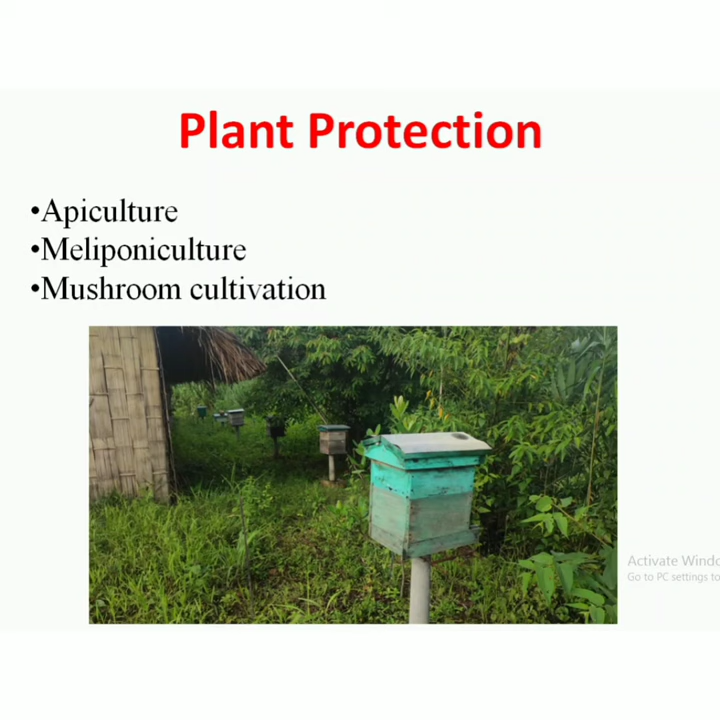 Plant Protection
•Apiculture
•Meliponiculture
•Mushroom cultivation
Activate Windo
Go to PC settings to